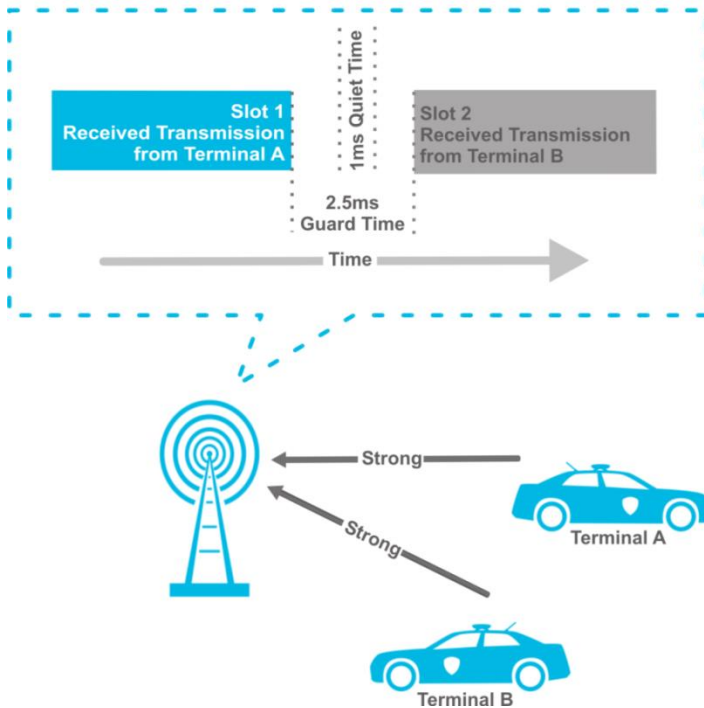 1ms Quiet Time
Slot 1
Received Transmission
from Terminal A
Slot 2
Received Transmission
from Terminal B
2.5ms
Guard Time
Time
Strong
Strong
Terminal A
Terminal B